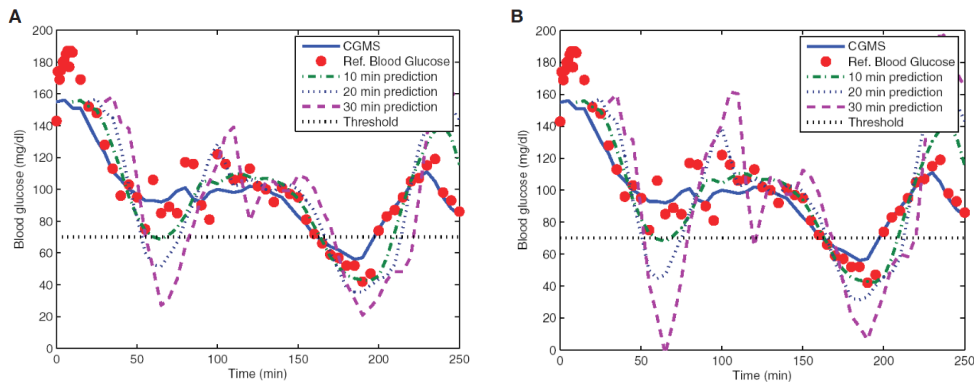 A
Blood glucose (mg/dl)
200
180
160
140
120
100
80
60
40
20
0
0
50
100
150
200
250
Time (min)
CGMS
Ref. Blood Glucose
10 min prediction
20 min prediction
30 min prediction
Threshold
B
Blood glucose (mg/dl)
200
180
160
140
120
100
80
60
40
20
0
0
50
100
150
200
250
Time (min)
CGMS
Ref. Blood Glucose
10 min prediction
20 min prediction
30 min prediction
Threshold